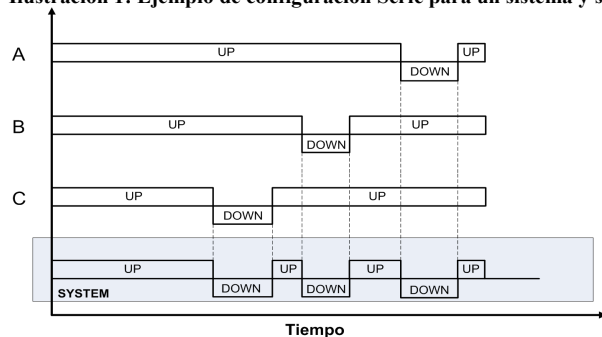 Ilustración 1: Ejemplo de configuración Serie para un sistema y s
A UP DOWN UP
B UP DOWN UP
C UP DOWN UP
UP DOWN UP DOWN UP DOWN UP
SYSTEM
Tiempo